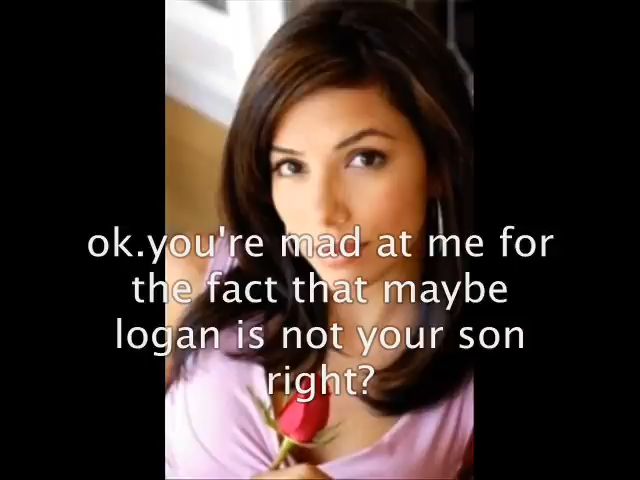 ok.you're mad at me for
the fact that maybe
logan is not your son
right?